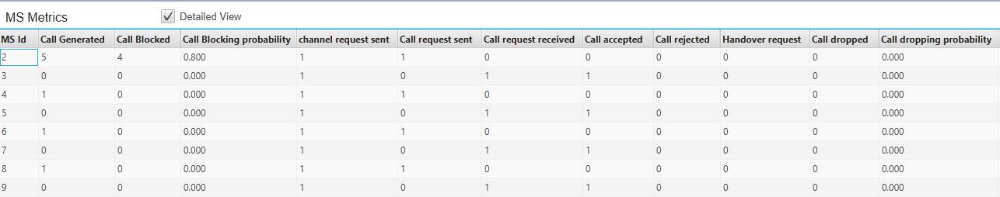 MS Metrics Detailed View
MS Id Call Generated Call Blocked Call Blocking probability channel request sent Call request sent Call request received Call accepted Call rejected Handover request Call dropped Call dropping probability
2 5 4 0.800 1 1 0 0 0 0 0 0.000
3 0 0 0.000 1 0 1 1 0 0 0 0.000
4 1 0 0.000 1 1 0 0 0 0 0 0.000
5 0 0 0.000 1 0 1 1 0 0 0 0.000
6 1 0 0.000 1 1 0 0 0 0 0 0.000
7 0 0 0.000 1 0 1 1 0 0 0 0.000
8 1 0 0.000 1 1 0 0 0 0 0 0.000
9 0 0 0.000 1 0 1 1 0 0 0 0.000